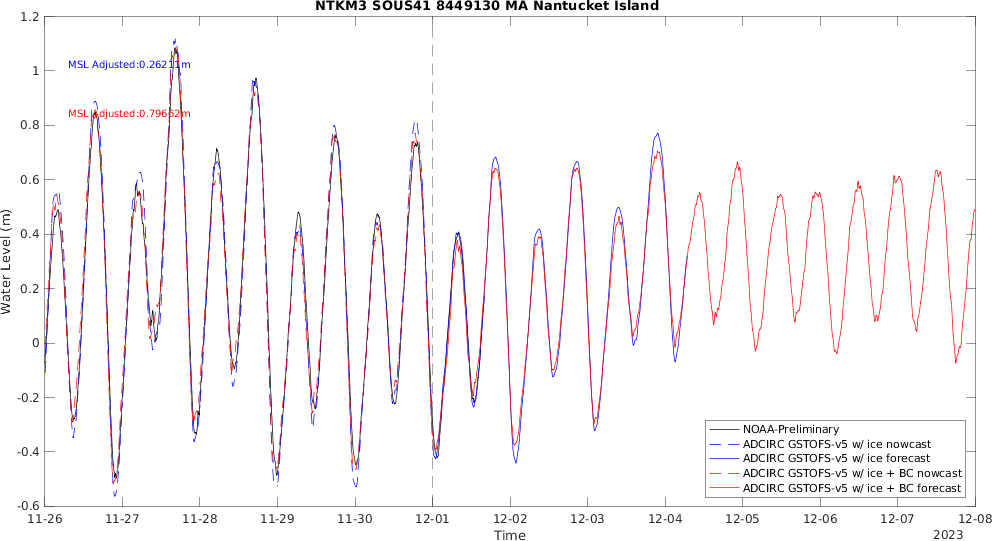 NTKM3 SOUS41 8449130 MA Nantucket Island
1.2
1
0.8
0.6
0.4
0.2
0
-0.2
-0.4
-0.6
Water Level (m)
MSL Adjusted:0.26211m
MSL Adjusted:0.79662m
NOAA-Preliminary
ADCIRC GSTOFS-v5 w/ ice nowcast
ADCIRC GSTOFS-v5 w/ ice forecast
ADCIRC GSTOFS-v5 w/ ice + BC nowcast
ADCIRC GSTOFS-v5 w/ ice + BC forecast
11-26 11-27 11-28 11-29 11-30 12-01 12-02 12-03 12-04 12-05 12-06 12-07 12-08
Time
2023